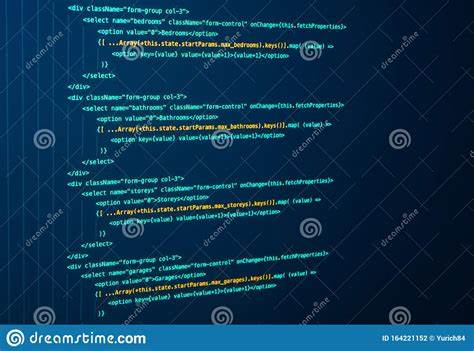 <div className="form-group col-3">
<select name="bedrooms" className="form-control" onChange={this.fetchProperties}>
<option value="0">Bedrooms</option>
{[ ...Array(+this.state.startParams.max_bedrooms).keys()].map( (value) =>
<option key={value} value={value+1}>{value+1}</option>
)}
</select>
</div>
<div className="form-group col-3">
<select name="bathrooms" className="form-control" onChange={this.fetchProperties}>
<option value="0">Bathrooms</option>
{[ ...Array(+this.state.startParams.max_bathrooms).keys()].map( (value) =>
<option key={value} value={value+1}>{value+1}</option>
)}
</select>
</div>
<div className="form-group col-3">
<select name="storeys" className="form-control" onChange={this.fetchProperties}>
<option value="0">Storeys</option>
{[ ...Array(+this.state.startParams.max_storeys).keys()].map( (value) =>
<option key={value} value={value+1}>{value+1}</option>
)}
</select>
</div>
<div className="form-group col-3">
<select name="garages" className="form-control" onChange={this.fetchProperties}>
<option value="0">Garages</option>
{[ ...Array(+this.state.startParams.max_garages).keys()].map( (value) =>
<option key={value} value={value+1}>{value+1}</option>
)}
dreamstime
dreamstime.com
ID 164221152 © Yurich84